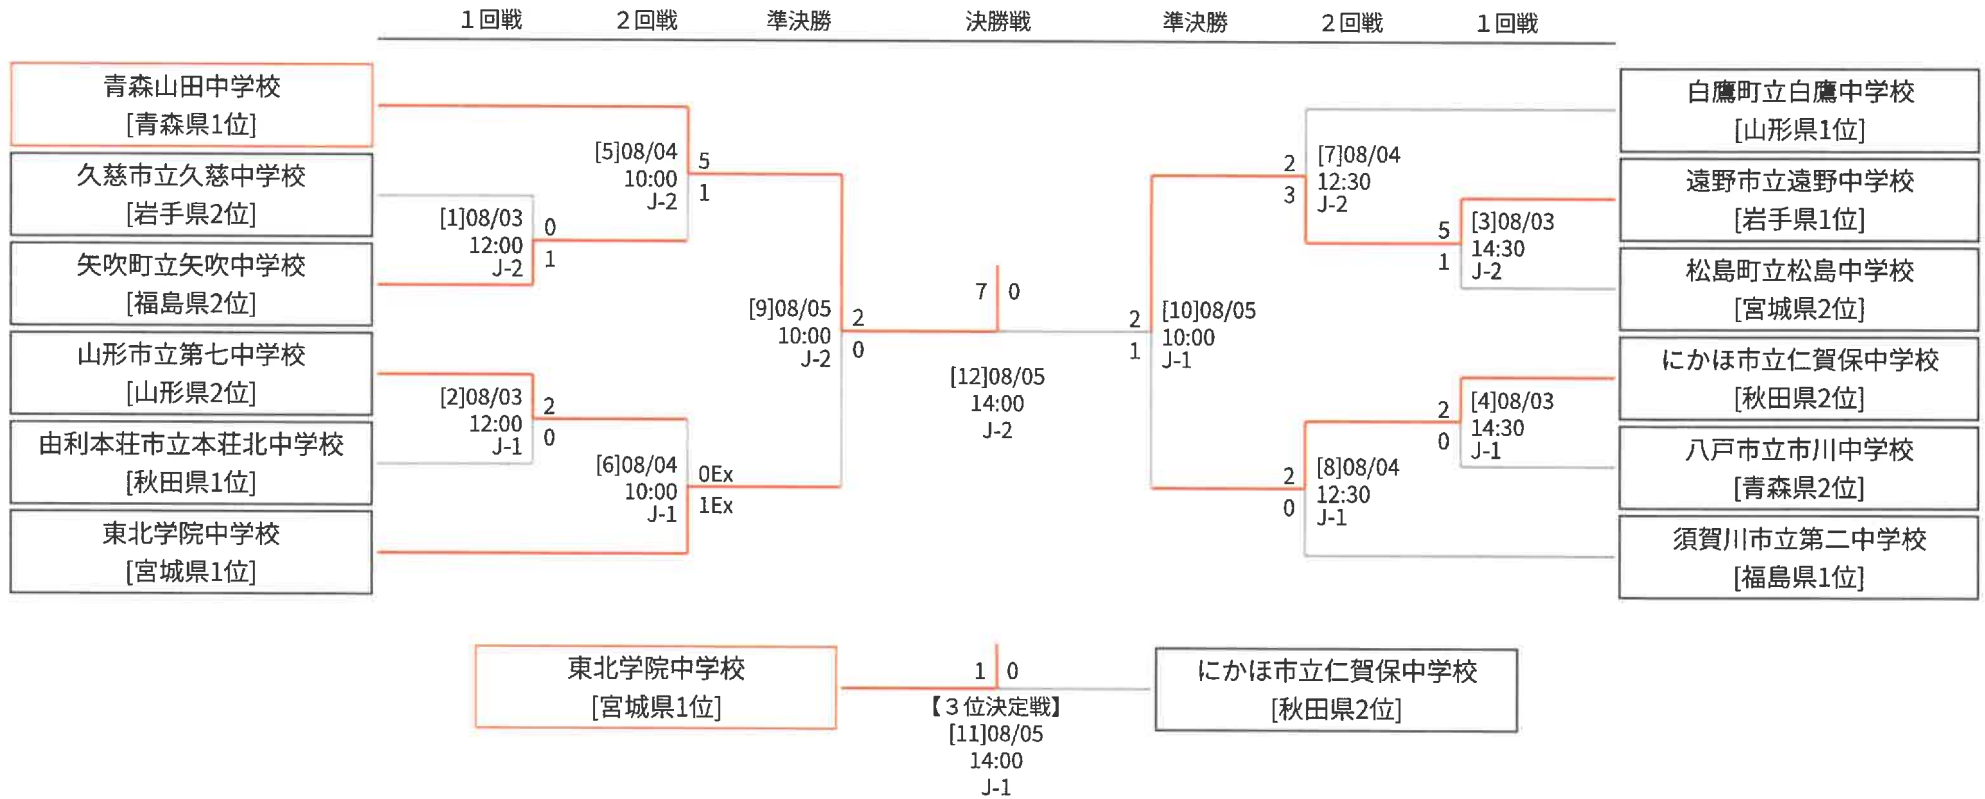 １回戦 ２回戦 準決勝 決勝戦 準決勝 ２回戦 １回戦
青森山田中学校
[青森県1位]
久慈市立久慈中学校
[岩手県2位]
矢吹町立矢吹中学校
[福島県2位]
山形市立第七中学校
[山形県2位]
由利本荘市立本荘北中学校
[秋田県1位]
東北学院中学校
[宮城県1位]
[1]08/03
12:00
J-2
0
1
[2]08/03
12:00
J-1
2
0
[5]08/04
10:00
J-2
5
1
[6]08/04
10:00
J-1
0Ex
1Ex
[9]08/05
10:00
J-2
2
0
7 0
[12]08/05
14:00
J-2
2
1
[10]08/05
10:00
J-1
2
3
[7]08/04
12:30
J-2
2
0
[8]08/04
12:30
J-1
5
1
[3]08/03
14:30
J-2
2
0
[4]08/03
14:30
J-1
白鷹町立白鷹中学校
[山形県1位]
遠野市立遠野中学校
[岩手県1位]
松島町立松島中学校
[宮城県2位]
にかほ市立仁賀保中学校
[秋田県2位]
八戸市立市川中学校
[青森県2位]
須賀川市立第二中学校
[福島県1位]
東北学院中学校
[宮城県1位]
1 0
【３位決定戦】
[11]08/05
14:00
J-1
にかほ市立仁賀保中学校
[秋田県2位]